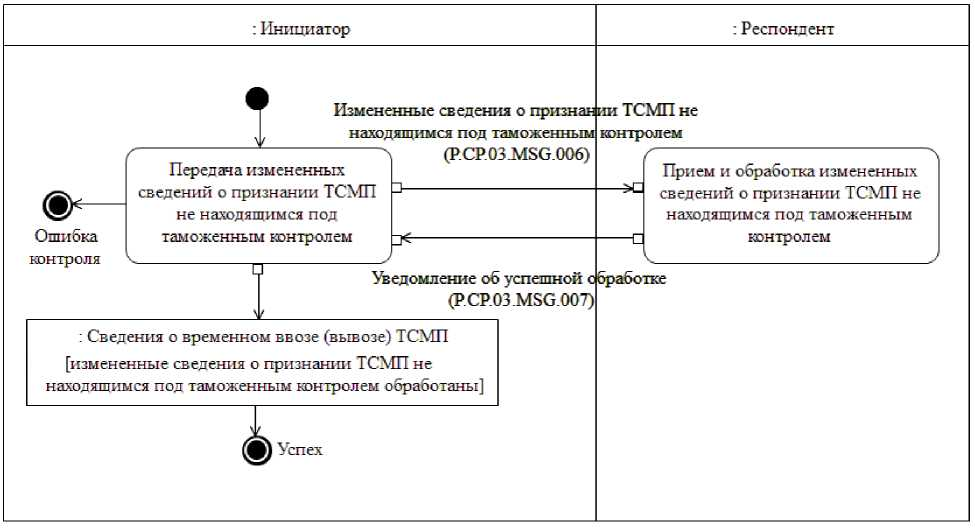 : Инициатор
: Респондент
Измененные сведения о признании ТСМП не
находящимся под таможенным контролем
(P.CP.03.MSG.006)
Передача измененных
сведений о признании ТСМП
не находящимся под
таможенным контролем
Прием и обработка измененных
сведений о признании ТСМП не
находящимся под таможенным
контролем
Ошибка
контроля
Уведомление об успешной обработке
(P.CP.03.MSG.007)
: Сведения о временном ввозе (вывозе) ТСМП
[измененные сведения о признании ТСМП не
находящимся под таможенным контролем обработаны]
Успех